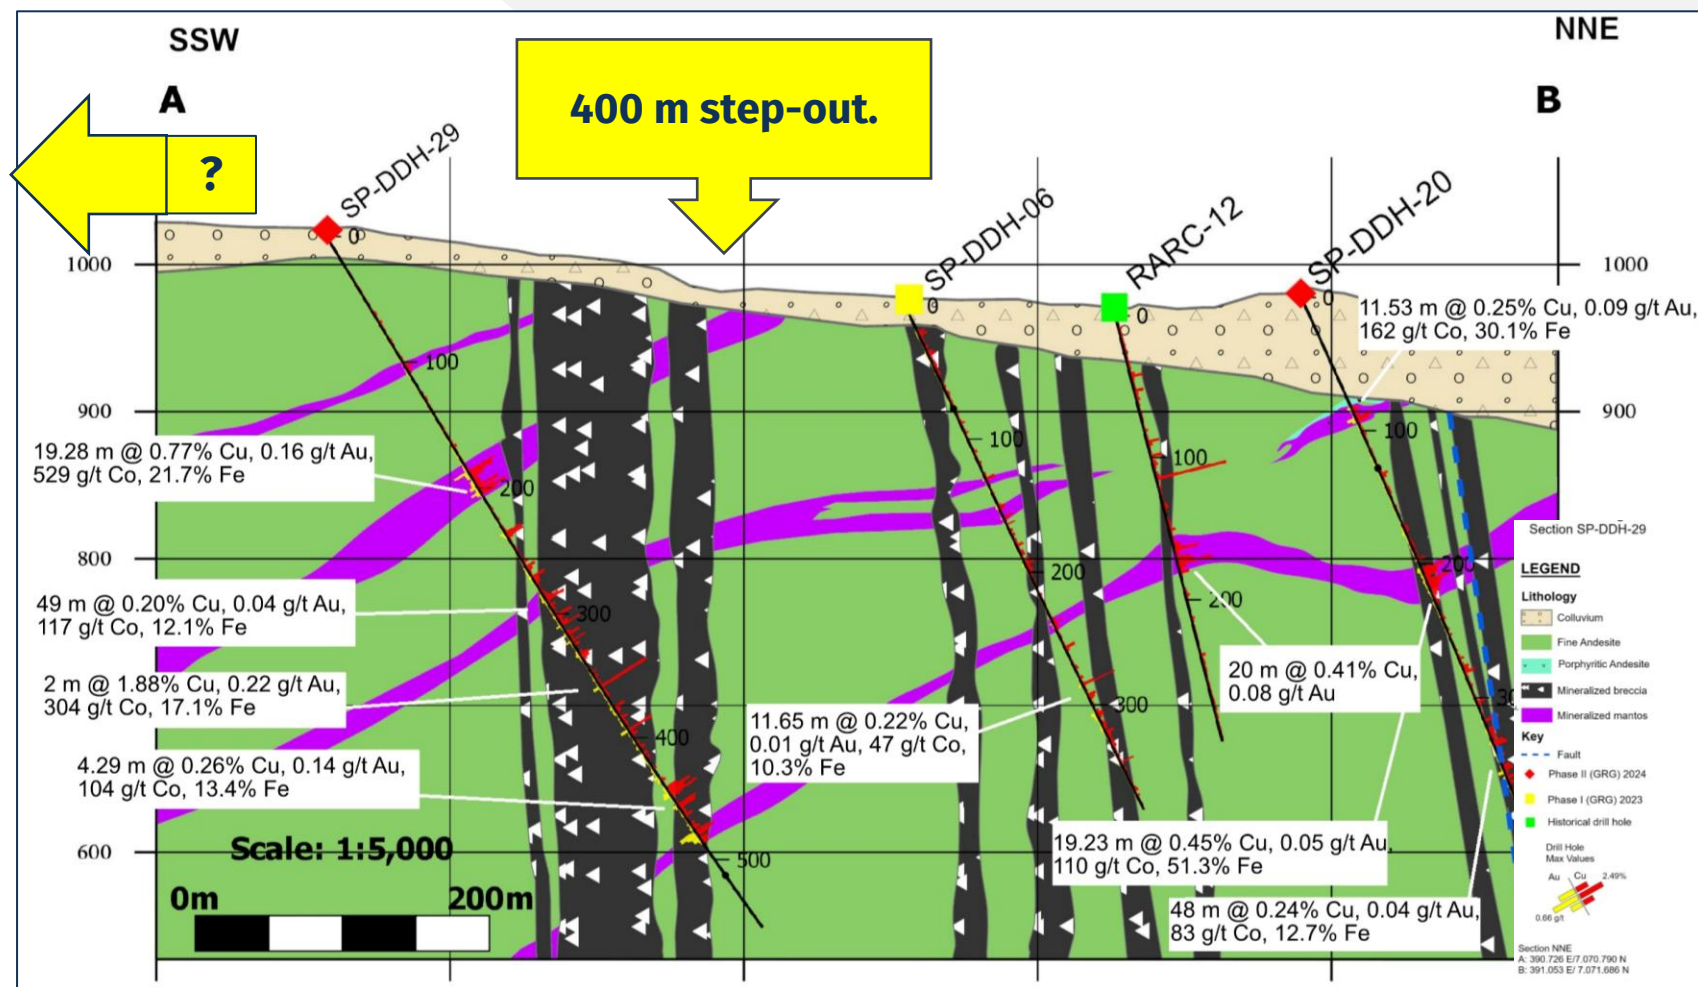 SSW
NNE
A
B
400 m step-out.
?
SP-DDH-29
SP-DDH-06
RARC-12
SP-DDH-20
0
0
0
0
1000
1000
11.53 m @ 0.25% Cu, 0.09 g/t Au,
162 g/t Co, 30.1% Fe
100
900
900
100
100
100
19.28 m @ 0.77% Cu, 0.16 g/t Au,
529 g/t Co, 21.7% Fe
200
800
200
200
200
300
49 m @ 0.20% Cu, 0.04 g/t Au,
117 g/t Co, 12.1% Fe
2 m @ 1.88% Cu, 0.22 g/t Au,
304 g/t Co, 17.1% Fe
20 m @ 0.41% Cu,
0.08 g/t Au
300
30
11.65 m @ 0.22% Cu,
0.01 g/t Au, 47 g/t Co,
10.3% Fe
400
4.29 m @ 0.26% Cu, 0.14 g/t Au,
104 g/t Co, 13.4% Fe
600
500
19.23 m @ 0.45% Cu, 0.05 g/t Au,
110 g/t Co, 51.3% Fe
48 m @ 0.24% Cu, 0.04 g/t Au,
83 g/t Co, 12.7% Fe
Scale: 1:5,000
0m
200m
Section SP-DDH-29
LEGEND
Lithology
Colluvium
Fine Andesite
Porphyritic Andesite
Mineralized breccia
Mineralized mantos
Key
Fault
Phase II (GRG) 2024
Phase I (GRG) 2023
Historical drill hole
Drill Hole
Max Values
Au Cu 2.49%
0.66 g/t
Section NNE
A: 390.726 E/7.070.790 N
B: 391.053 E/ 7.071.686 N